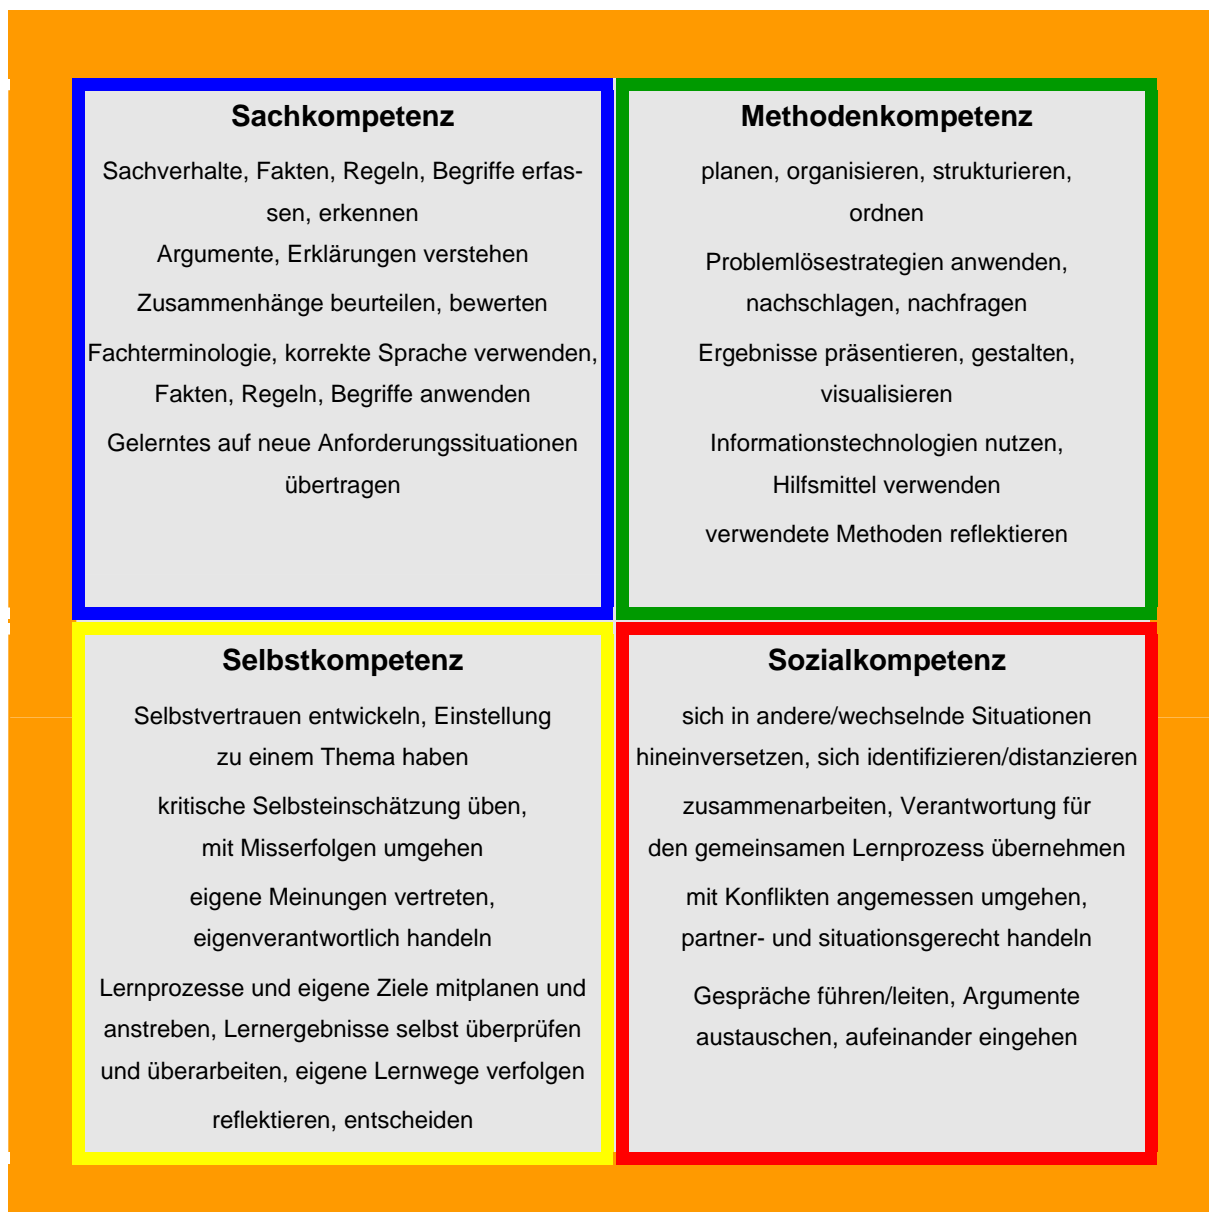 Sachkompetenz
Sachverhalte, Fakten, Regeln, Begriffe erfas-
sen, erkennen
Argumente, Erklärungen verstehen
Zusammenhänge beurteilen, bewerten
Fachterminologie, korrekte Sprache verwenden,
Fakten, Regeln, Begriffe anwenden
Gelerntes auf neue Anforderungssituationen
übertragen
Methodenkompetenz
planen, organisieren, strukturieren,
ordnen
Problemlösestrategien anwenden,
nachschlagen, nachfragen
Ergebnisse präsentieren, gestalten,
visualisieren
Informationstechnologien nutzen,
Hilfsmittel verwenden
verwendete Methoden reflektieren
Selbstkompetenz
Selbstvertrauen entwickeln, Einstellung
zu einem Thema haben
kritische Selbsteinschätzung üben,
mit Misserfolgen umgehen
eigene Meinungen vertreten,
eigenverantwortlich handeln
Lernprozesse und eigene Ziele mitplanen und
anstreben, Lernergebnisse selbst überprüfen
und überarbeiten, eigene Lernwege verfolgen
reflektieren, entscheiden
Sozialkompetenz
sich in andere/wechselnde Situationen
hineinversetzen, sich identifizieren/distanzieren
zusammenarbeiten, Verantwortung für
den gemeinsamen Lernprozess übernehmen
mit Konflikten angemessen umgehen,
partner- und situationsgerecht handeln
Gespräche führen/leiten, Argumente
austauschen, aufeinander eingehen